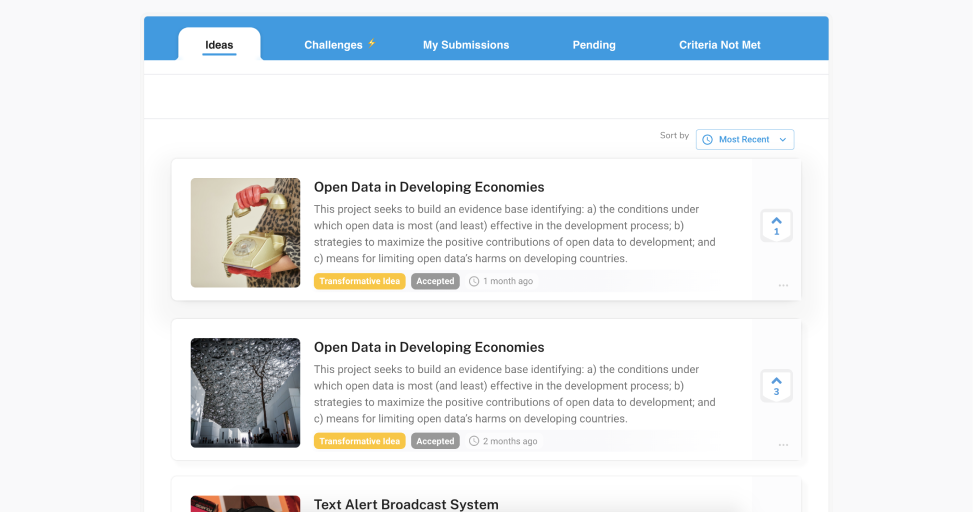 Ideas
Challenges ⚡
My Submissions
Pending
Criteria Not Met
Sort by
Most Recent
Open Data in Developing Economies
This project seeks to build an evidence base identifying: a) the conditions under
which open data is most (and least) effective in the development process; b)
strategies to maximize the positive contributions of open data to development; and
c) means for limiting open data's harms on developing countries.
1
Transformative Idea
Accepted
1 month ago
...
Open Data in Developing Economies
This project seeks to build an evidence base identifying: a) the conditions under
which open data is most (and least) effective in the development process; b)
strategies to maximize the positive contributions of open data to development; and
c) means for limiting open data's harms on developing countries.
3
Transformative Idea
Accepted
2 months ago
...
Text Alert Broadcast System